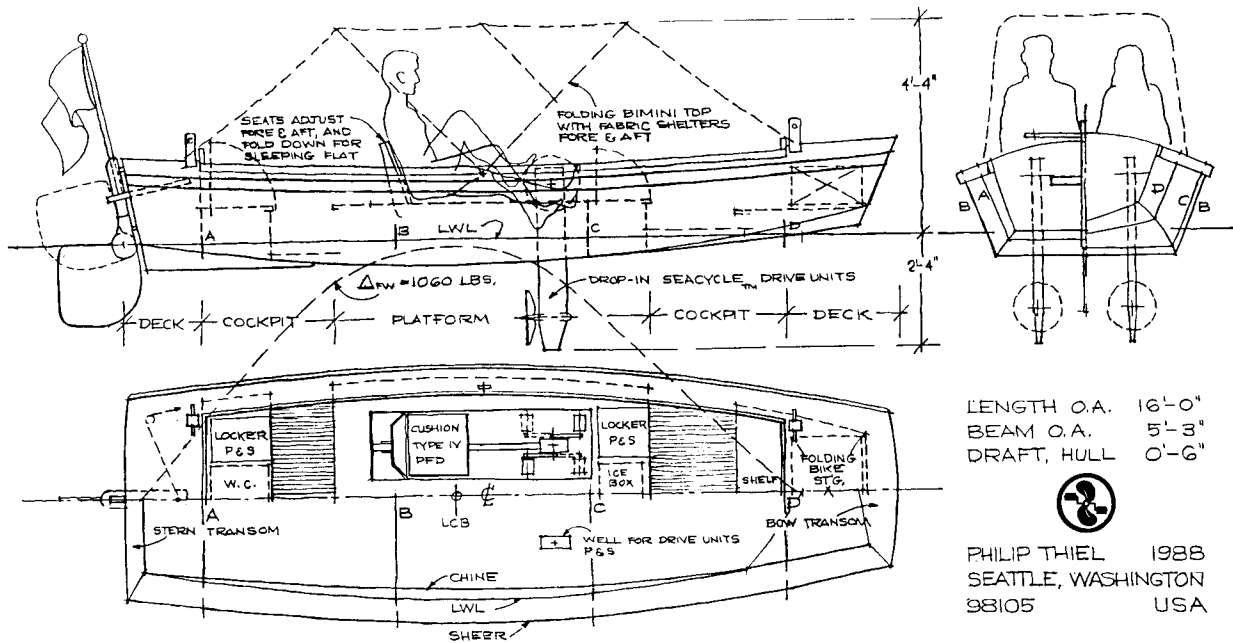 SEATS ADJUST
FORE & AFT, AND
FOLD DOWN FOR
SLEEPING FLAT
FOLDING BIMINI TOP
WITH FABRIC SHELTERS
FORE & AFT
4'-4"
2'-4"
A
B
LWL
C
D
B
A
D
C
B
ΔFW = 1060 LBS.
DROP-IN SEACYCLE TM DRIVE UNITS
DECK
COCKPIT
PLATFORM
COCKPIT
DECK
LOCKER
P&S
W.C.
CUSHION
TYPE IV
PFD
LOCKER
P&S
ICE
BOX
SHELF
FOLDING
BIKE
ST'G.
A
B
LCB
C
D
STERN TRANSOM
BOW TRANSOM
WELL FOR DRIVE UNITS
P&S
CHINE
LWL
SHEER
LENGTH O.A. 16'-0"
BEAM O.A. 5'-3"
DRAFT, HULL 0'-6"
PHILIP THIEL 1988
SEATTLE, WASHINGTON
98105 USA